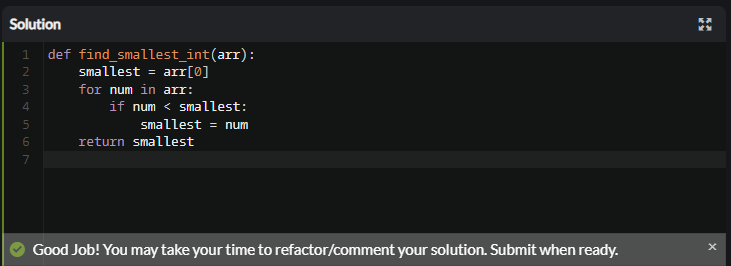 Solution
1 def find_smallest_int(arr):
2     smallest = arr[0]
3     for num in arr:
4         if num < smallest:
5             smallest = num
6     return smallest
7
Good Job! You may take your time to refactor/comment your solution. Submit when ready. ×